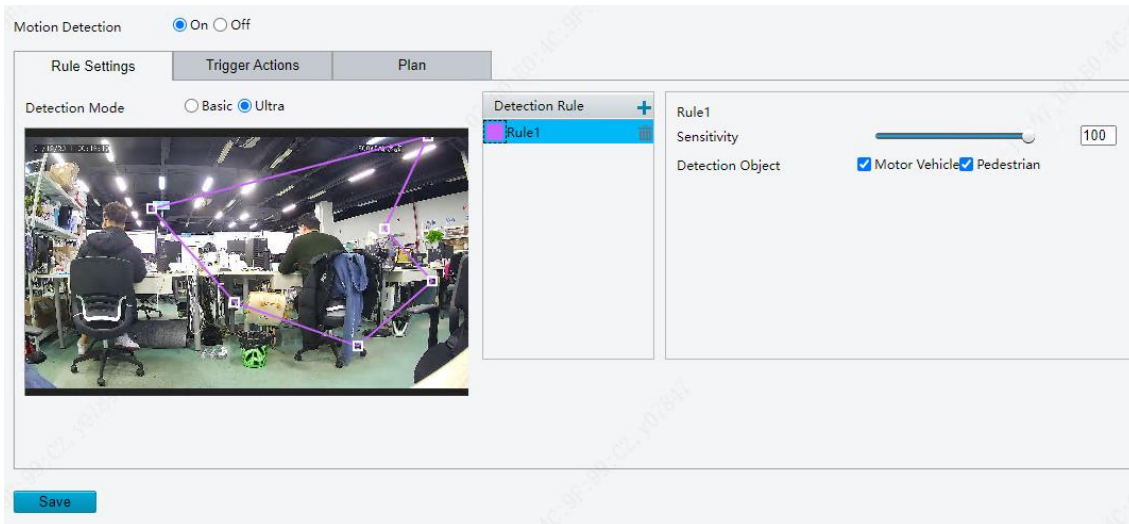 Motion Detection On Off
Rule Settings Trigger Actions Plan
Detection Mode Basic Ultra
Detection Rule +
Rule1
Rule1
Sensitivity 100
Detection Object Motor Vehicle Pedestrian
Save